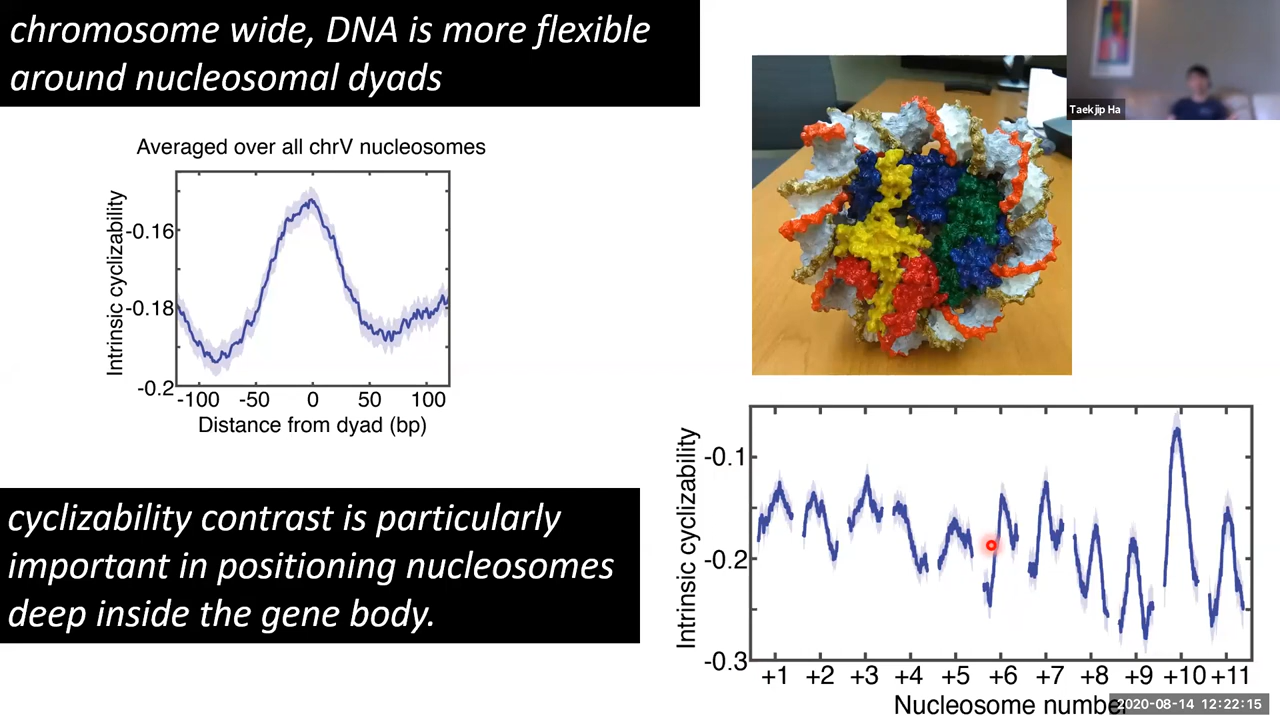 chromosome wide, DNA is more flexible
around nucleosomal dyads
Taekjip Ha
Averaged over all chrV nucleosomes
Intrinsic cyclizability
-0.16
-0.18
-0.2
-100 -50 0 50 100
Distance from dyad (bp)
cyclizability contrast is particularly
important in positioning nucleosomes
deep inside the gene body.
Intrinsic cyclizability
-0.1
-0.2
-0.3
+1 +2 +3 +4 +5 +6 +7 +8 +9 +10 +11
Nucleosome number
2020-08-14 12:22:15